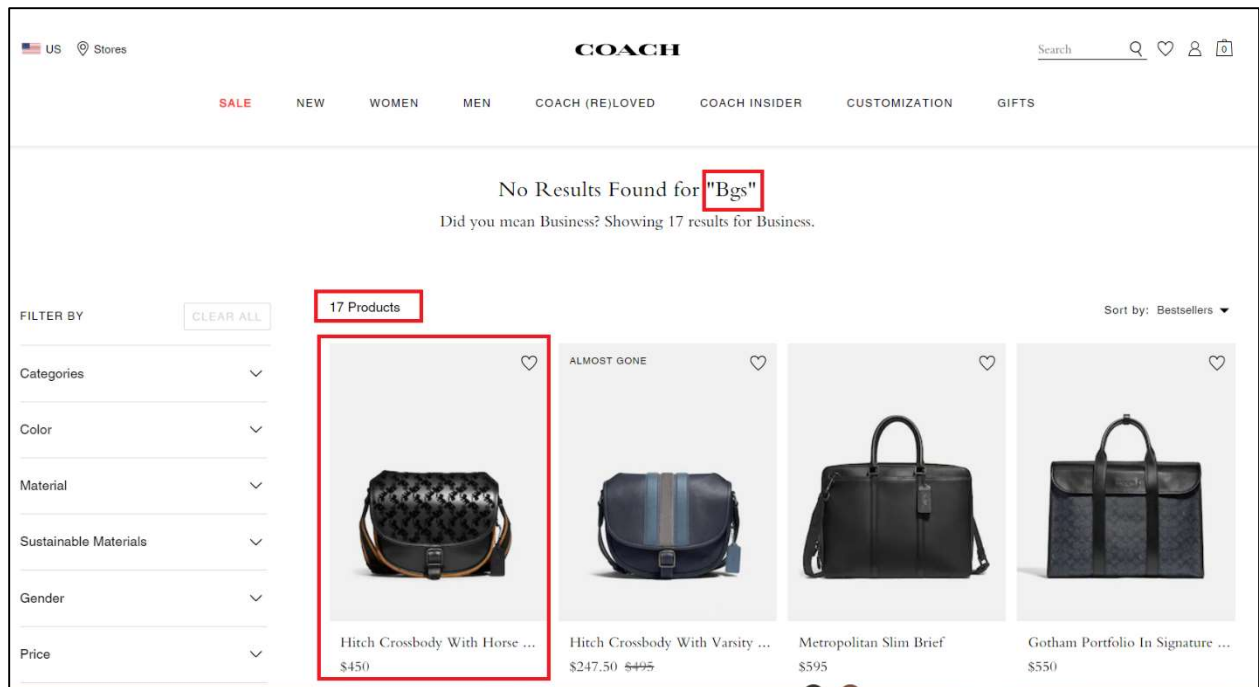 US Stores
COACH
Search
0
SALE NEW WOMEN MEN COACH (RE)LOVED COACH INSIDER CUSTOMIZATION GIFTS
No Results Found for "Bgs"
Did you mean Business? Showing 17 results for Business.
FILTER BY CLEAR ALL
17 Products
Sort by: Bestsellers
Categories
Color
Material
Sustainable Materials
Gender
Price
ALMOST GONE
Hitch Crossbody With Horse ...
$450
Hitch Crossbody With Varsity ...
$247.50 $495
Metropolitan Slim Brief
$595
Gotham Portfolio In Signature ...
$550